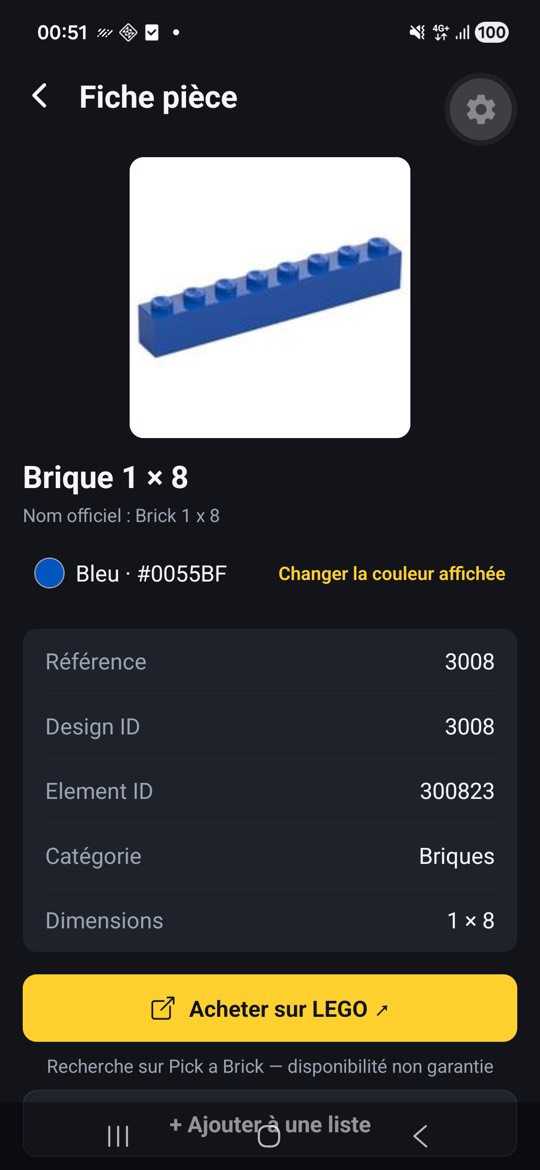 00:51 4G+ 100
Fiche pièce
Brique 1 × 8
Nom officiel : Brick 1 x 8
Bleu · #0055BF Changer la couleur affichée
Référence 3008
Design ID 3008
Element ID 300823
Catégorie Briques
Dimensions 1 × 8
Acheter sur LEGO ↗
Recherche sur Pick a Brick — disponibilité non garantie
+ Ajouter à une liste